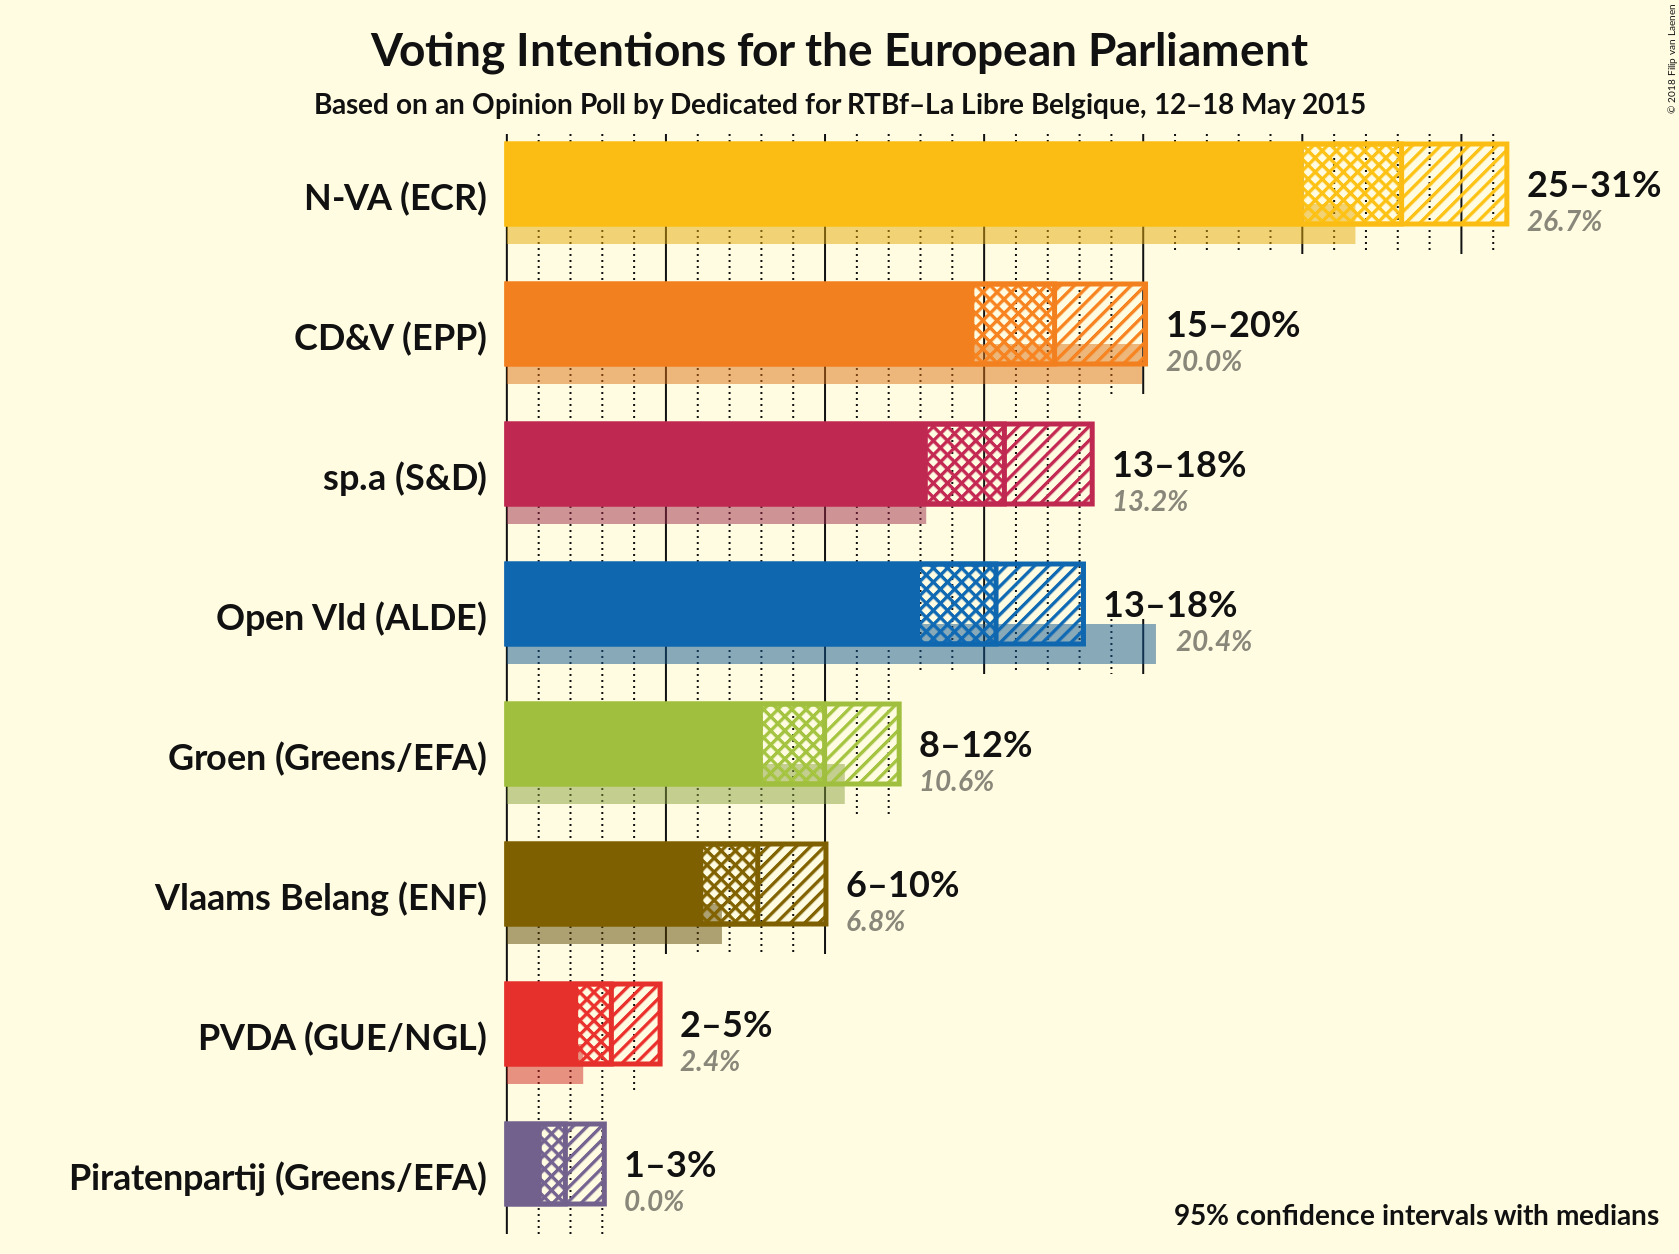 Voting Intentions for the European Parliament
Based on an Opinion Poll by Dedicated for RTBf–La Libre Belgique, 12–18 May 2015
© 2018 Filip van Laenen
N-VA (ECR)
25–31%
26.7%
CD&V (EPP)
15–20%
20.0%
sp.a (S&D)
13–18%
13.2%
Open Vld (ALDE)
13–18%
20.4%
Groen (Greens/EFA)
8–12%
10.6%
Vlaams Belang (ENF)
6–10%
6.8%
PVDA (GUE/NGL)
2–5%
2.4%
Piratenpartij (Greens/EFA)
1–3%
0.0%
95% confidence intervals with medians